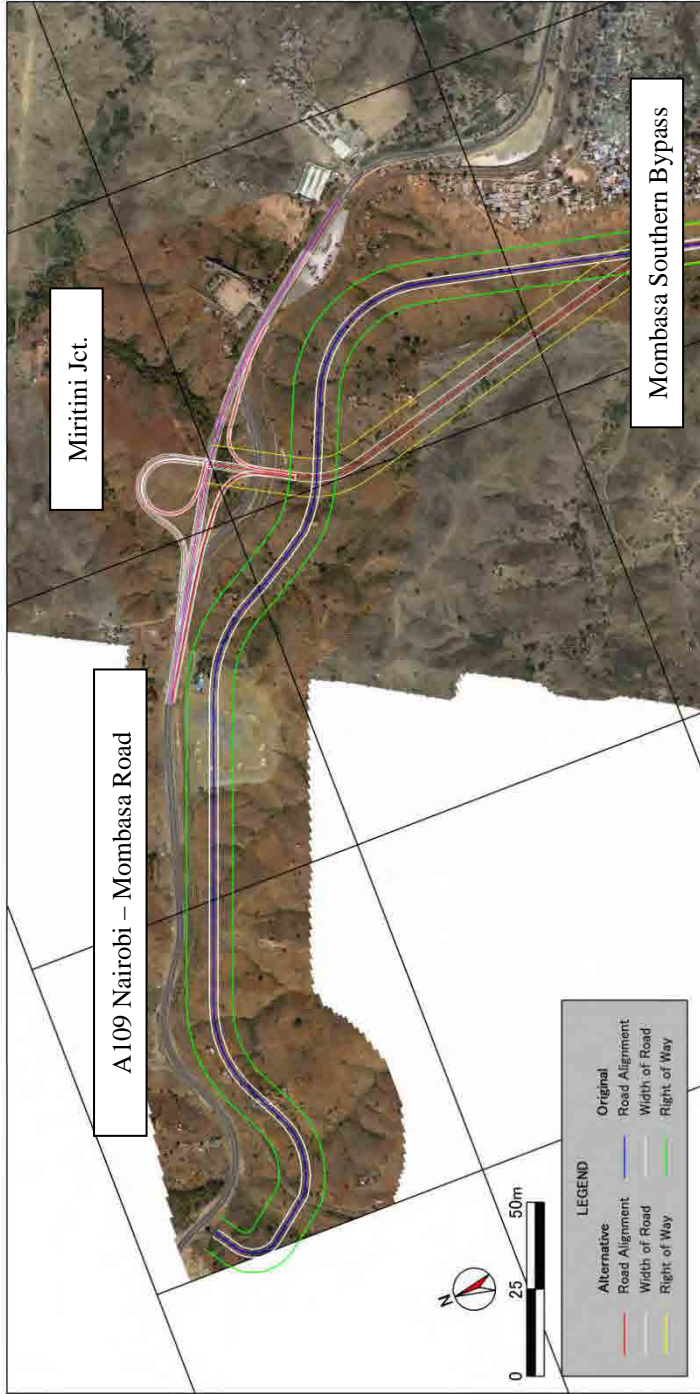 Miritini Jct.
A109 Nairobi – Mombasa Road
Mombasa Southern Bypass
N
0 25 50m
LEGEND
Alternative Original
Road Alignment Road Alignment
Width of Road Width of Road
Right of Way Right of Way